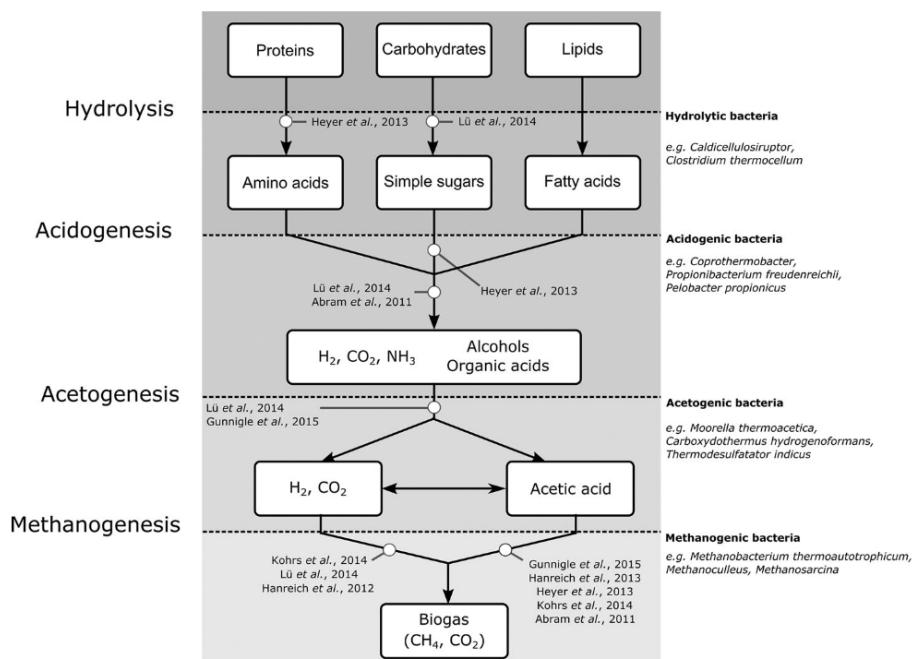 Proteins
Carbohydrates
Lipids
Hydrolysis
Hydrolytic bacteria
Heyer et al., 2013
Lü et al., 2014
e.g. Caldicellulosiruptor,
Clostridium thermocellum
Amino acids
Simple sugars
Fatty acids
Acidogenesis
Acidogenic bacteria
e.g. Coprothermobacter,
Propionibacterium freudenreichii,
Pelobacter propionicus
Lü et al., 2014
Abram et al., 2011
Heyer et al., 2013
H₂, CO₂, NH₃
Alcohols
Organic acids
Acetogenesis
Acetogenic bacteria
Lü et al., 2014
Gunnigle et al., 2015
e.g. Moorella thermoacetica,
Carboxydothermus hydrogenoformans,
Thermodesulfatator indicus
H₂, CO₂
Acetic acid
Methanogenesis
Methanogenic bacteria
e.g. Methanobacterium thermoautotrophicum,
Methanoculleus, Methanosarcina
Kohrs et al., 2014
Lü et al., 2014
Hanreich et al., 2012
Gunnigle et al., 2015
Hanreich et al., 2013
Heyer et al., 2013
Kohrs et al., 2014
Abram et al., 2011
Biogas
(CH₄, CO₂)